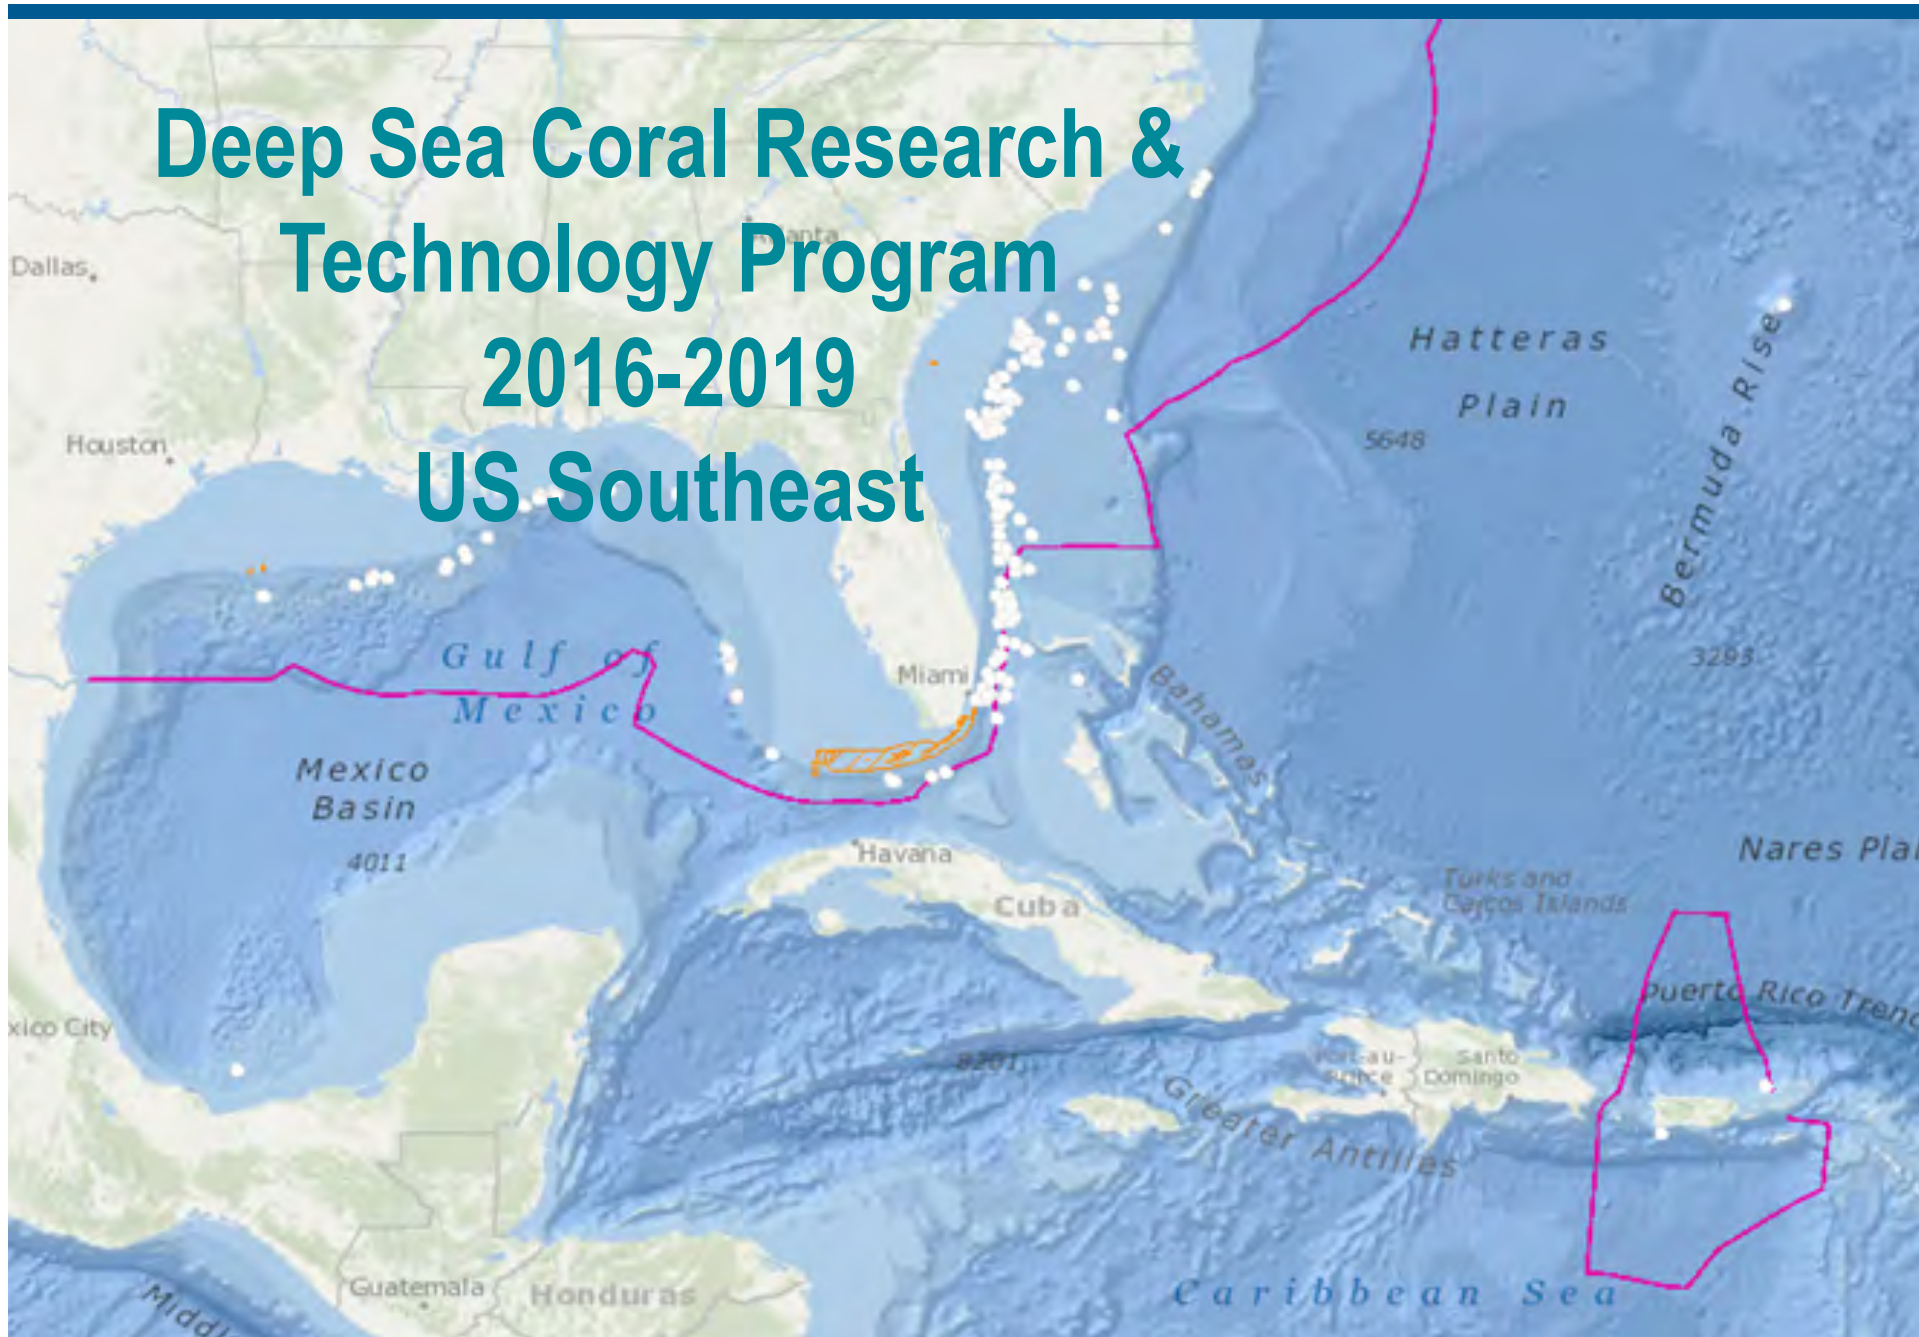 Deep Sea Coral Research &
Technology Program
2016-2019
US Southeast
Dallas
Houston
Hatteras
Plain
5648
Bermuda Rise
3293
Gulf of
Mexico
Miami
Bahamas
Mexico
Basin
4011
Havana
Cuba
Nares Plai
Turks and
Caicos Islands
Puerto Rico Trenc
xico City
Port-au-
Prince
Santo
Domingo
Greater Antilles
Guatemala
Honduras
Caribbean Sea
Middl